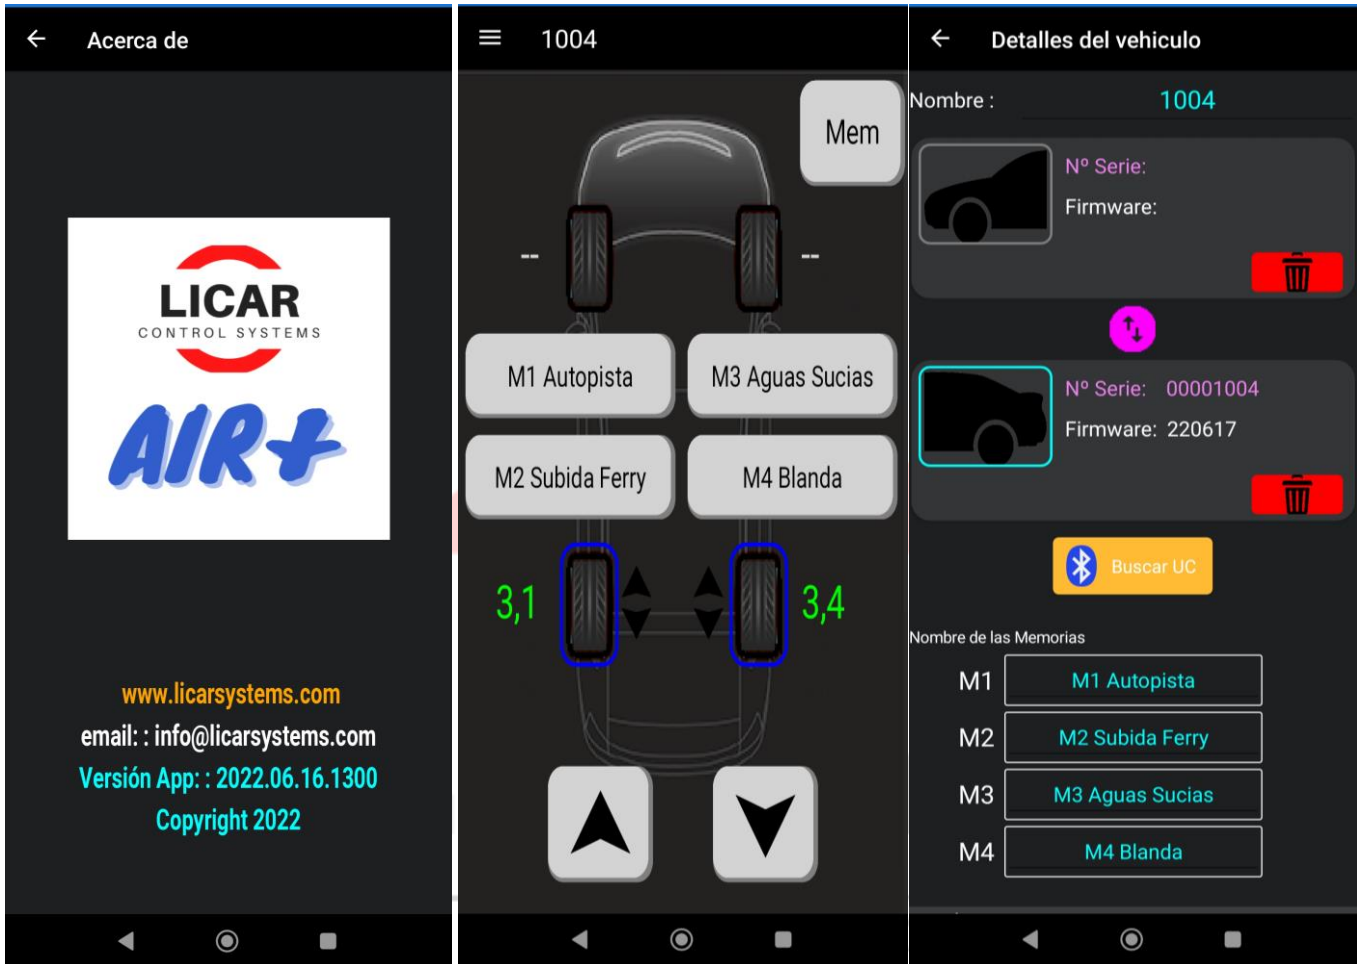 Acerca de
LICAR
CONTROL SYSTEMS
AIR+
www.licarsystems.com
email: : info@licarsystems.com
Versión App: : 2022.06.16.1300
Copyright 2022
1004
Mem
-- --
M1 Autopista M3 Aguas Sucias
M2 Subida Ferry M4 Blanda
3,1 3,4
Detalles del vehiculo
Nombre : 1004
Nº Serie:
Firmware:
Nº Serie: 00001004
Firmware: 220617
Buscar UC
Nombre de las Memorias
M1 M1 Autopista
M2 M2 Subida Ferry
M3 M3 Aguas Sucias
M4 M4 Blanda